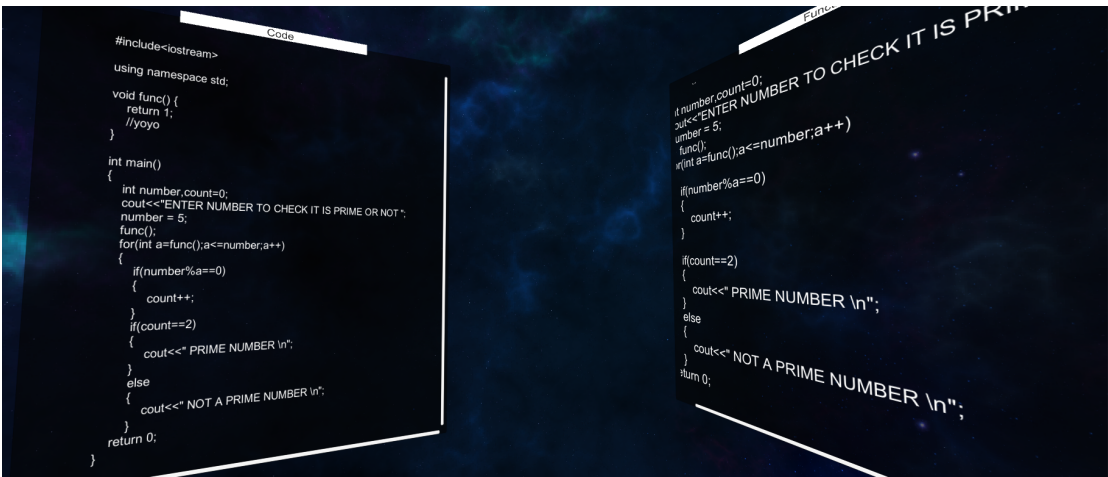 Code
#include<iostream>
using namespace std;
void func() {
return 1;
//yoyo
}
int main()
{
int number,count=0;
cout<<"ENTER NUMBER TO CHECK IT IS PRIME OR NOT ";
number = 5;
func();
for(int a=func();a<=number;a++)
{
if(number%a==0)
{
count++;
}
if(count==2)
{
cout<<" PRIME NUMBER \n";
}
else
{
cout<<" NOT A PRIME NUMBER \n";
}
return 0;
}
number,count=0;
<<"ENTER NUMBER TO CHECK IT IS
= 5;
func();
(int a=func();a<=number;a++)
if(number%a==0)
{
count++;
}
if(count==2)
{
cout<<" PRIME NUMBER \n";
}
else
{
cout<<" NOT A PRIME NUMBER \n";
}
0;